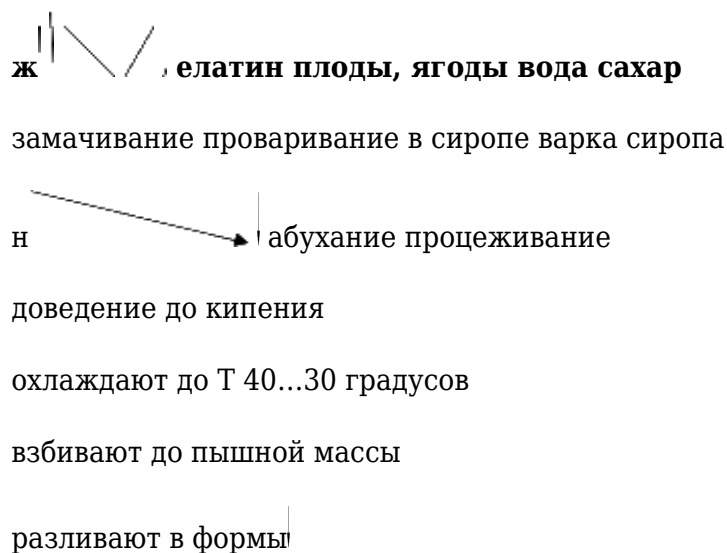 ж елатин плоды, ягоды вода сахар
замачивание проваривание в сиропе варка сиропа
н абухание процеживание
доведение до кипения
охлаждают до Т 40…30 градусов
взбивают до пышной массы
разливают в формы